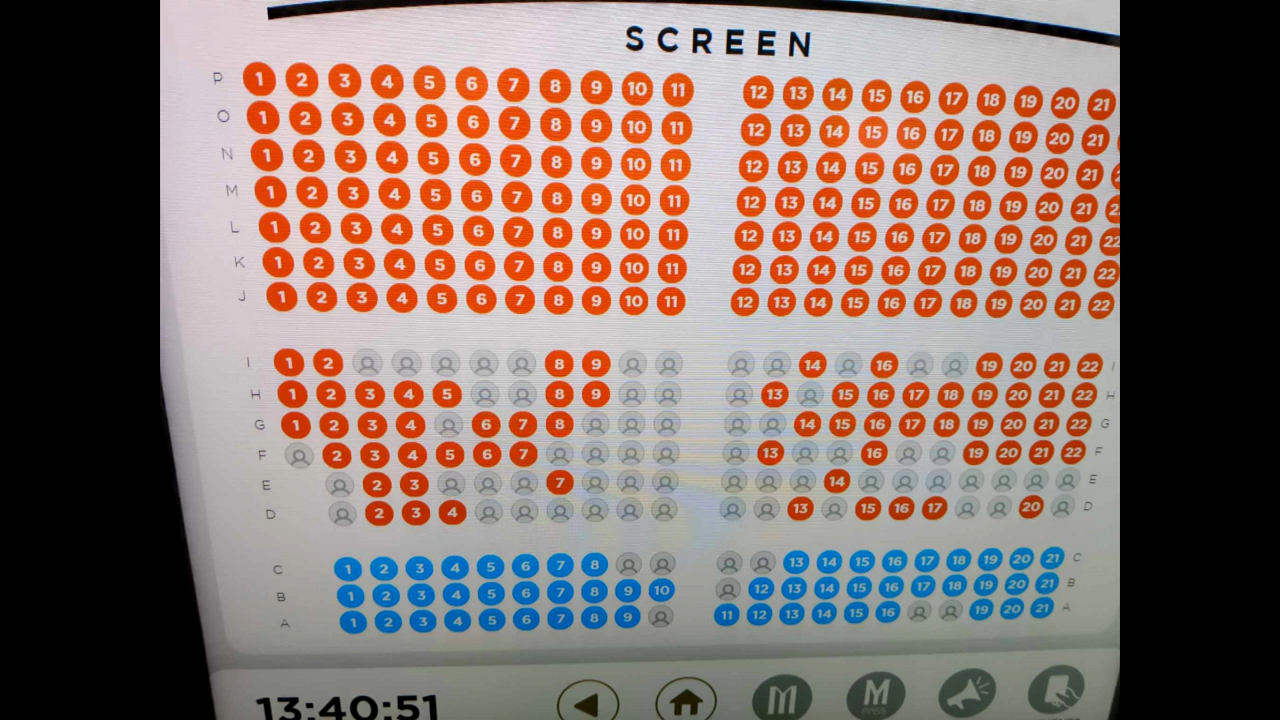 SCREEN
P 1 2 3 4 5 6 7 8 9 10 11 12 13 14 15 16 17 18 19 20 21
O 1 2 3 4 5 6 7 8 9 10 11 12 13 14 15 16 17 18 19 20 21
N 1 2 3 4 5 6 7 8 9 10 11 12 13 14 15 16 17 18 19 20 21
M 1 2 3 4 5 6 7 8 9 10 11 12 13 14 15 16 17 18 19 20 21
L 1 2 3 4 5 6 7 8 9 10 11 12 13 14 15 16 17 18 19 20 21 22
K 1 2 3 4 5 6 7 8 9 10 11 12 13 14 15 16 17 18 19 20 21 22
J 1 2 3 4 5 6 7 8 9 10 11 12 13 14 15 16 17 18 19 20 21 22
I 1 2 8 9 14 16 19 20 21 22 I
H 1 2 3 4 5 8 9 13 15 16 17 18 19 20 21 22 H
G 1 2 3 4 6 7 8 14 15 16 17 18 19 20 21 22 G
F 2 3 4 5 6 7 13 16 19 20 21 22 F
E 2 3 7 14 E
D 2 3 4 13 15 16 17 20 D
C 1 2 3 4 5 6 7 8 13 14 15 16 17 18 19 20 21 C
B 1 2 3 4 5 6 7 8 9 10 12 13 14 15 16 17 18 19 20 21 B
A 1 2 3 4 5 6 7 8 9 11 12 13 14 15 16 19 20 21 A
13:40:51 M M